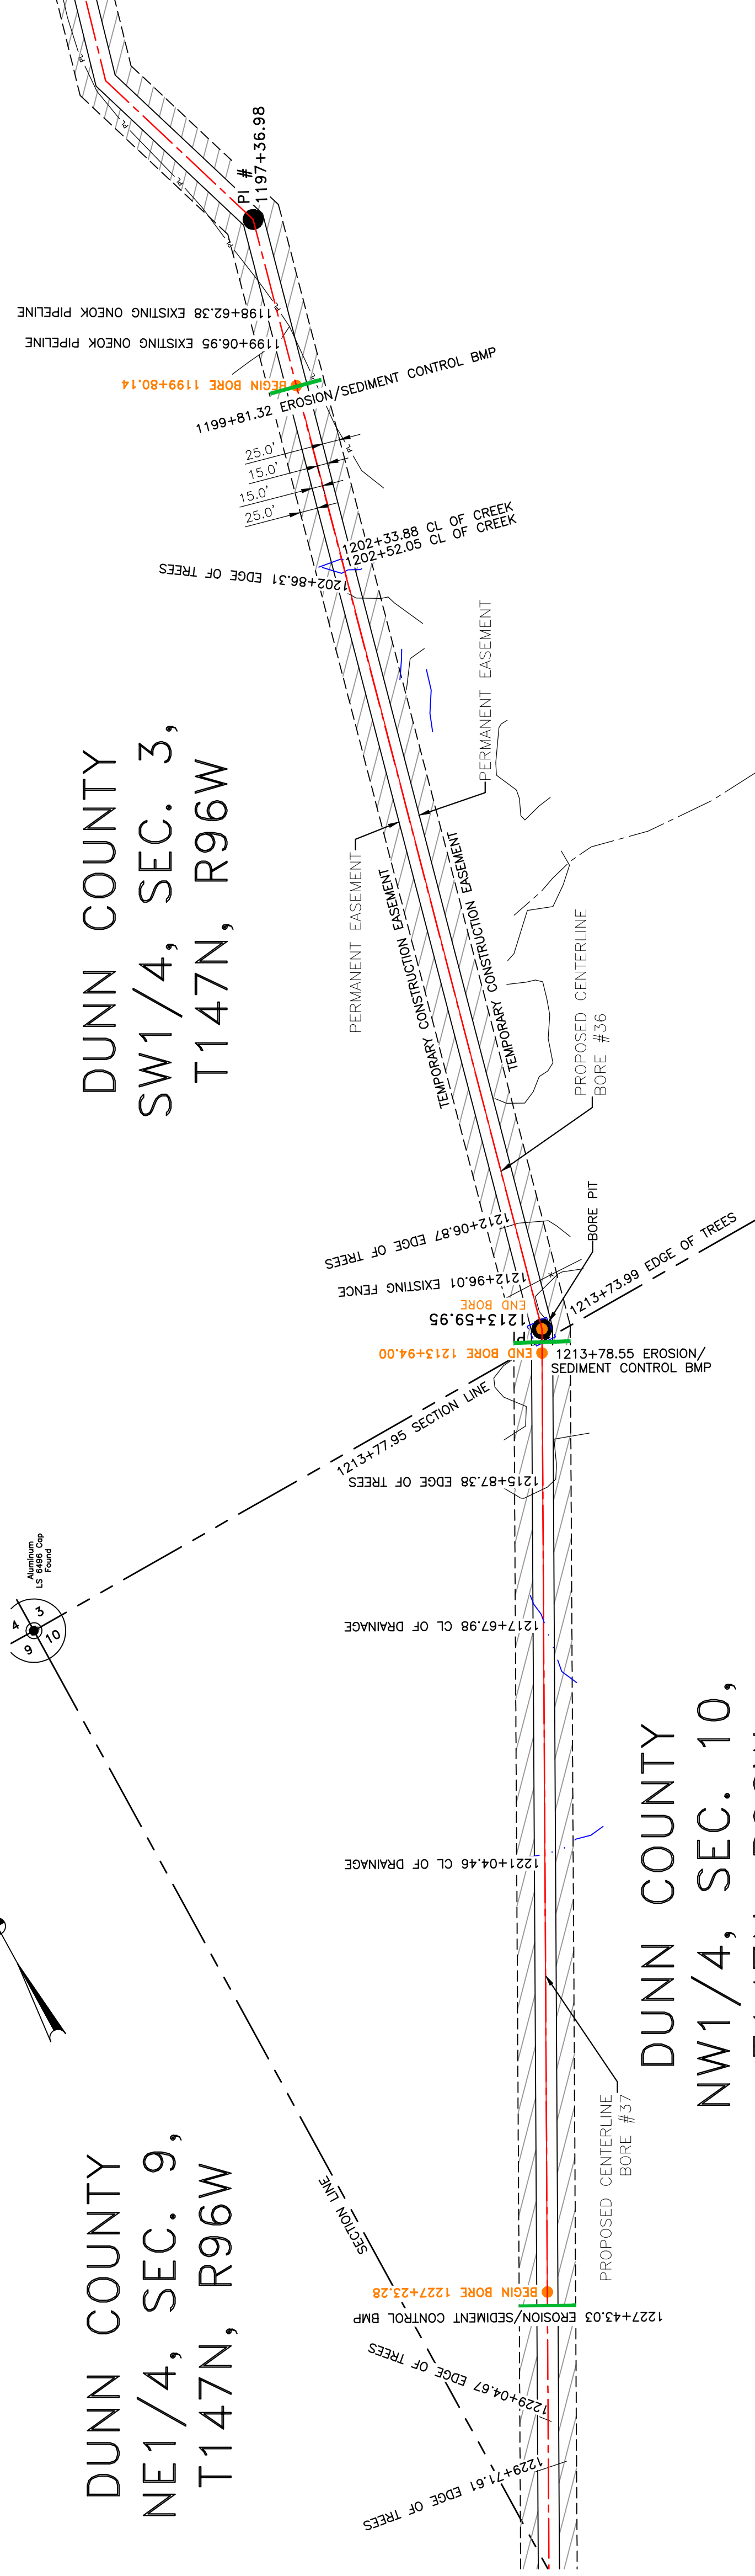 PL
PL
PL
PL
PI #
1197+36.98
1198+62.38 EXISTING ONEOK PIPELINE
1199+06.95 EXISTING ONEOK PIPELINE
BEGIN BORE 1199+80.14
1199+81.32 EROSION/SEDIMENT CONTROL BMP
25.0'
15.0'
15.0'
25.0'
PL
1202+33.88 CL OF CREEK
1202+52.05 CL OF CREEK
1202+86.31 EDGE OF TREES
PERMANENT EASEMENT
DUNN COUNTY
SW1/4, SEC. 3,
T147N, R96W
PERMANENT EASEMENT
TEMPORARY CONSTRUCTION EASEMENT
TEMPORARY CONSTRUCTION EASEMENT
PROPOSED CENTERLINE
BORE #36
BORE PIT
1212+06.87 EDGE OF TREES
1212+96.01 EXISTING FENCE
END BORE
1213+59.95
1213+73.99 EDGE OF TREES
END BORE 1213+94.00
1213+78.55 EROSION/
SEDIMENT CONTROL BMP
1213+77.95 SECTION LINE
1215+87.38 EDGE OF TREES
Aluminum
LS 6496 Cap
Found
4 3
9 10
1217+67.98 CL OF DRAINAGE
1221+04.46 CL OF DRAINAGE
DUNN COUNTY
NW1/4, SEC. 10,
PROPOSED CENTERLINE
BORE #37
DUNN COUNTY
NE1/4, SEC. 9,
T147N, R96W
SECTION LINE
BEGIN BORE 1227+23.28
1227+43.03 EROSION/SEDIMENT CONTROL BMP
1229+04.67 EDGE OF TREES
1229+71.61 EDGE OF TREES